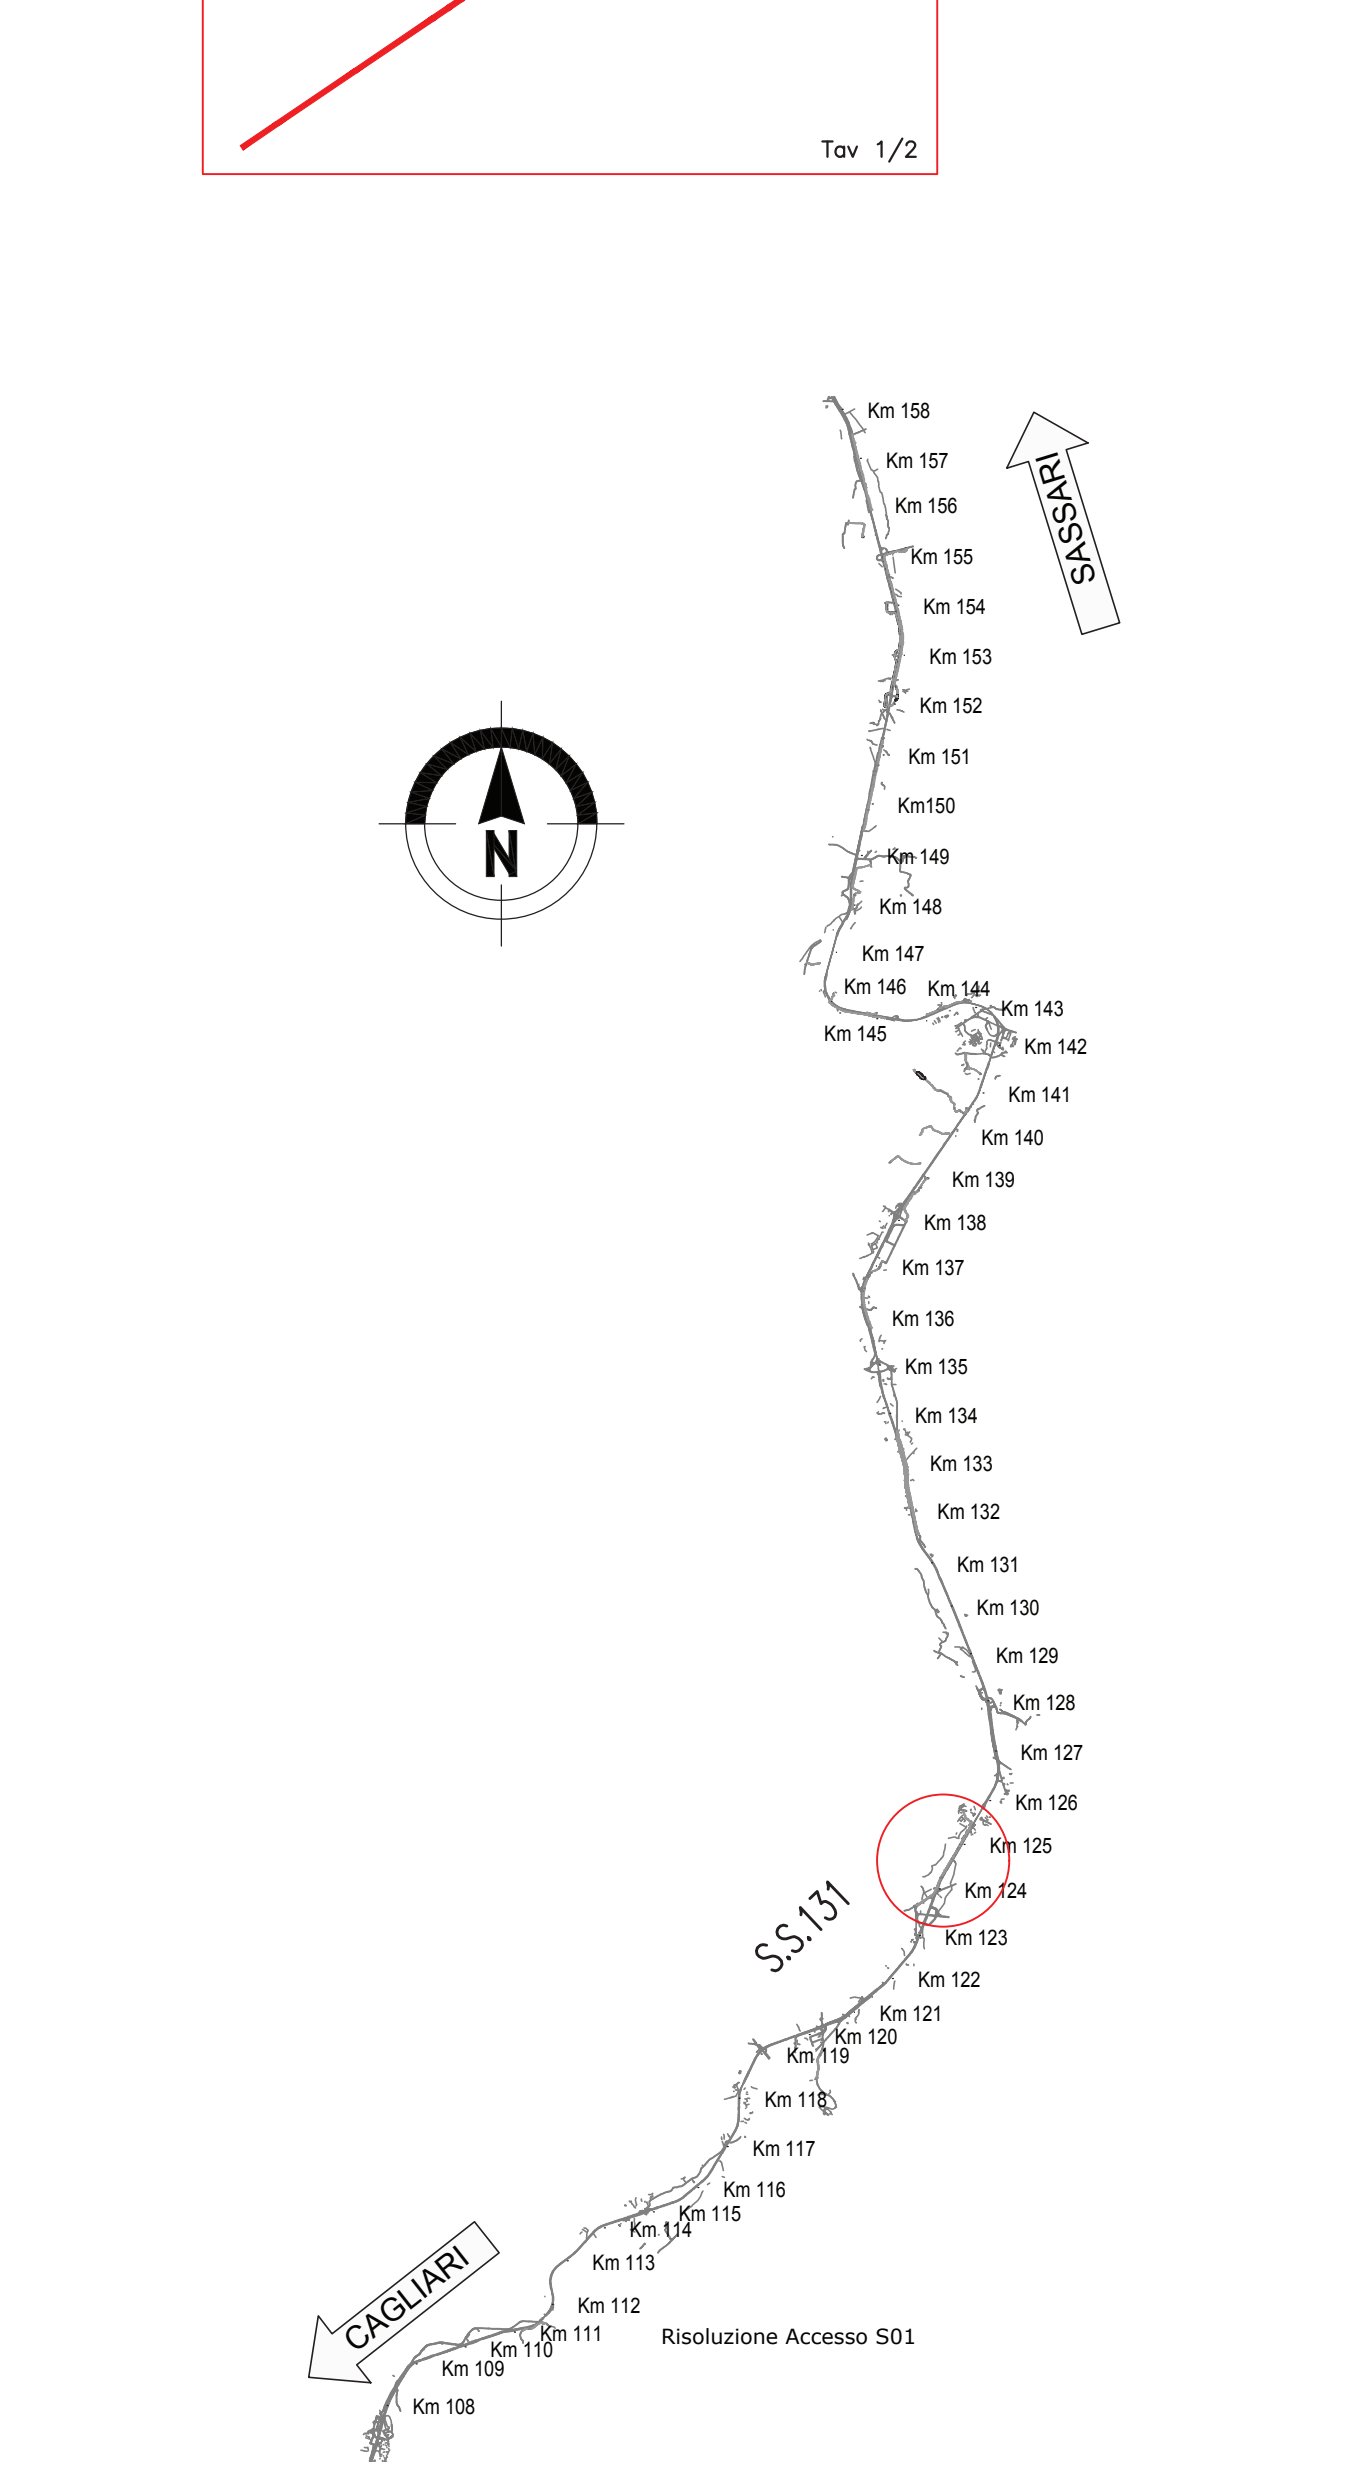 Tav 1/2
Km 158
SASSARI
Km 157
Km 156
Km 155
Km 154
Km 153
Km 152
Km 151
Km150
N
Km 149
Km 148
Km 147
Km 146
Km 144
Km 143
Km 145
Km 142
Km 141
Km 140
Km 139
Km 138
Km 137
Km 136
Km 135
Km 134
Km 133
Km 132
Km 131
Km 130
Km 129
Km 128
Km 127
Km 126
Km 125
Km 124
S.S.131
Km 123
Km 122
Km 121
Km 120
Km 119
Km 118
Km 117
Km 116
Km 115
Km 114
Km 113
CAGLIARI
Km 112
Km 111
Risoluzione Accesso S01
Km 110
Km 109
Km 108